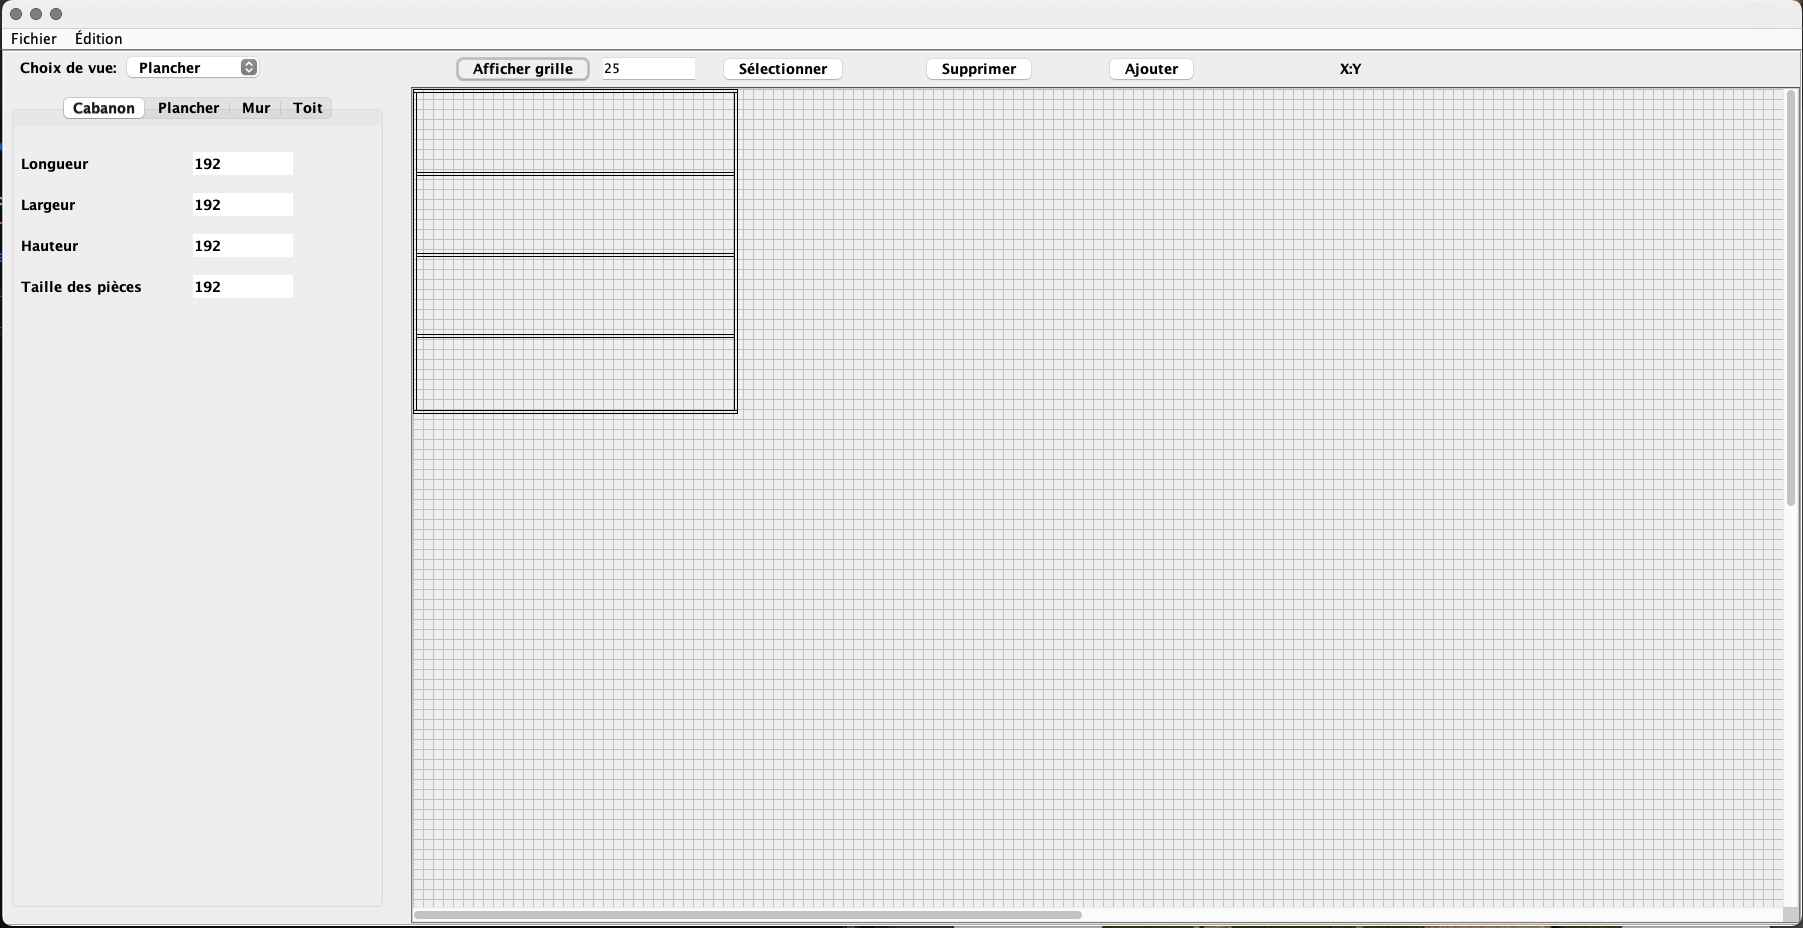 Fichier Édition
Choix de vue: Plancher Afficher grille 25 Sélectionner Supprimer Ajouter X:Y
Cabanon Plancher Mur Toit
Longueur 192
Largeur 192
Hauteur 192
Taille des pièces 192